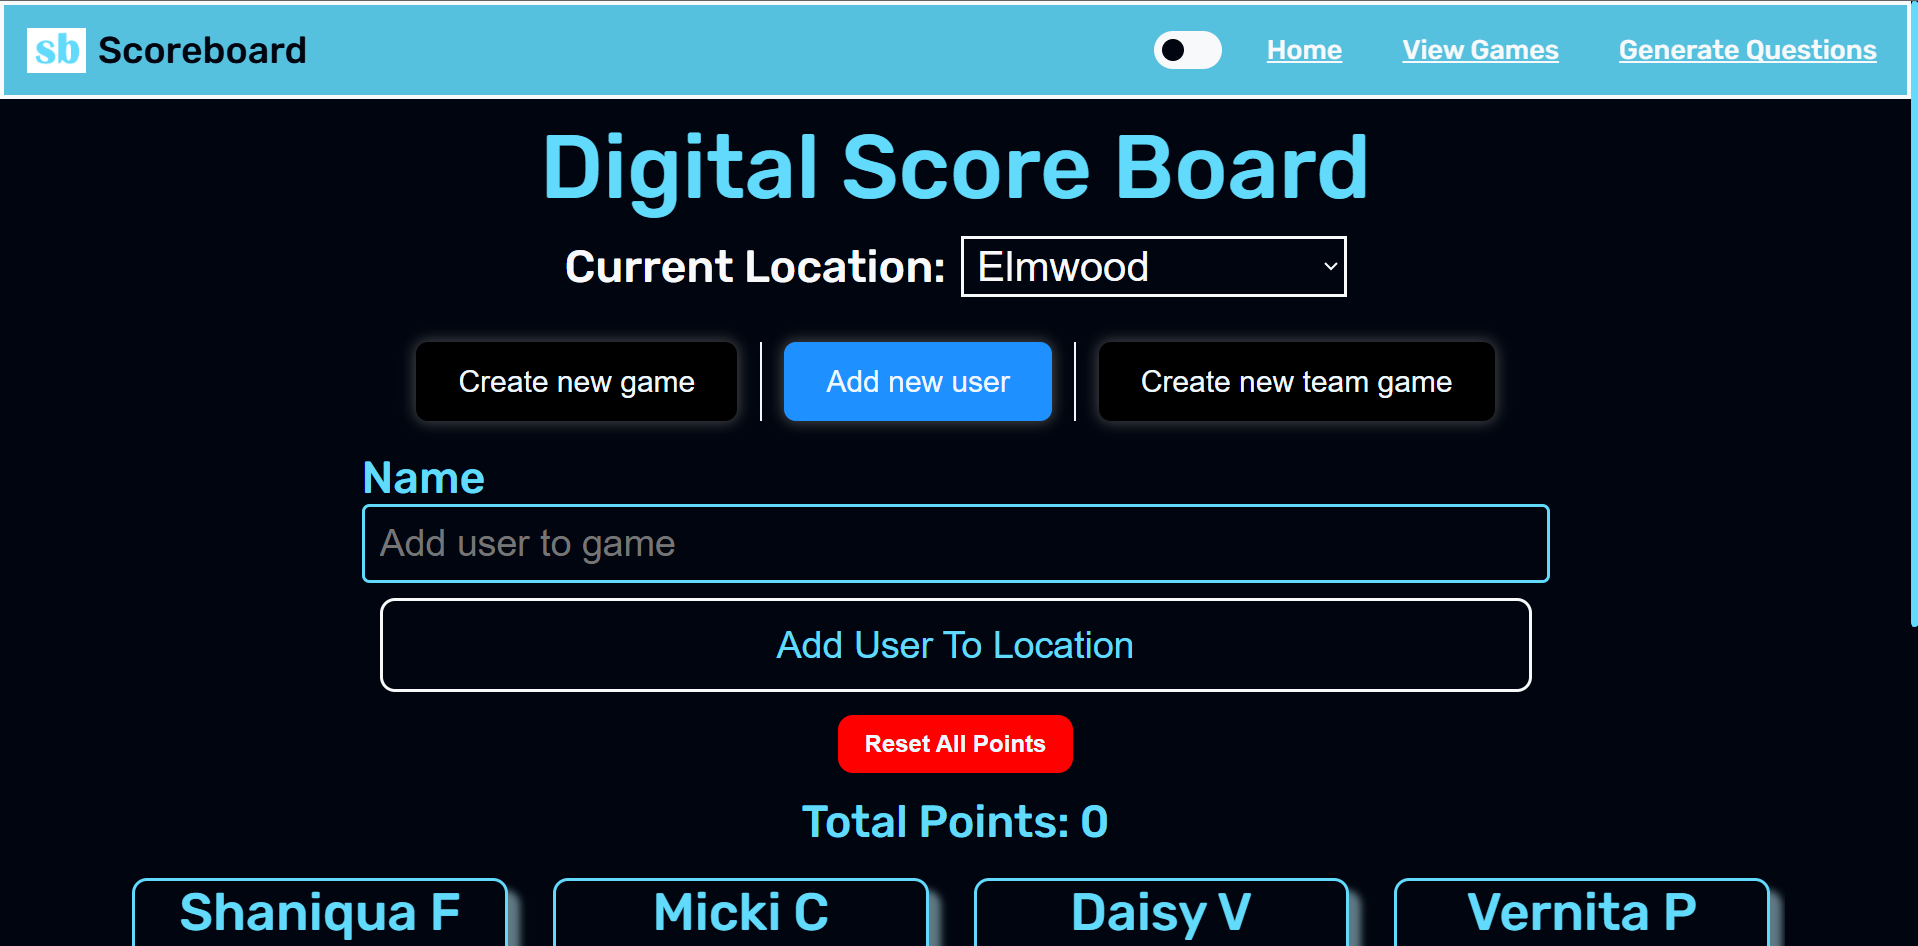 sb Scoreboard Home View Games Generate Questions
Digital Score Board
Current Location: Elmwood
Create new game Add new user Create new team game
Name
Add user to game
Add User To Location
Reset All Points
Total Points: 0
Shaniqua F Micki C Daisy V Vernita P